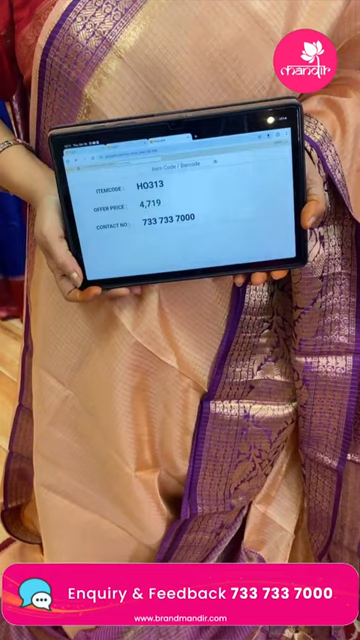 mandir
Item Code / Barcode
ITEMCODE : HO313
OFFER PRICE : 4,719
CONTACT NO : 733 733 7000
Enquiry & Feedback 733 733 7000
www.brandmandir.com